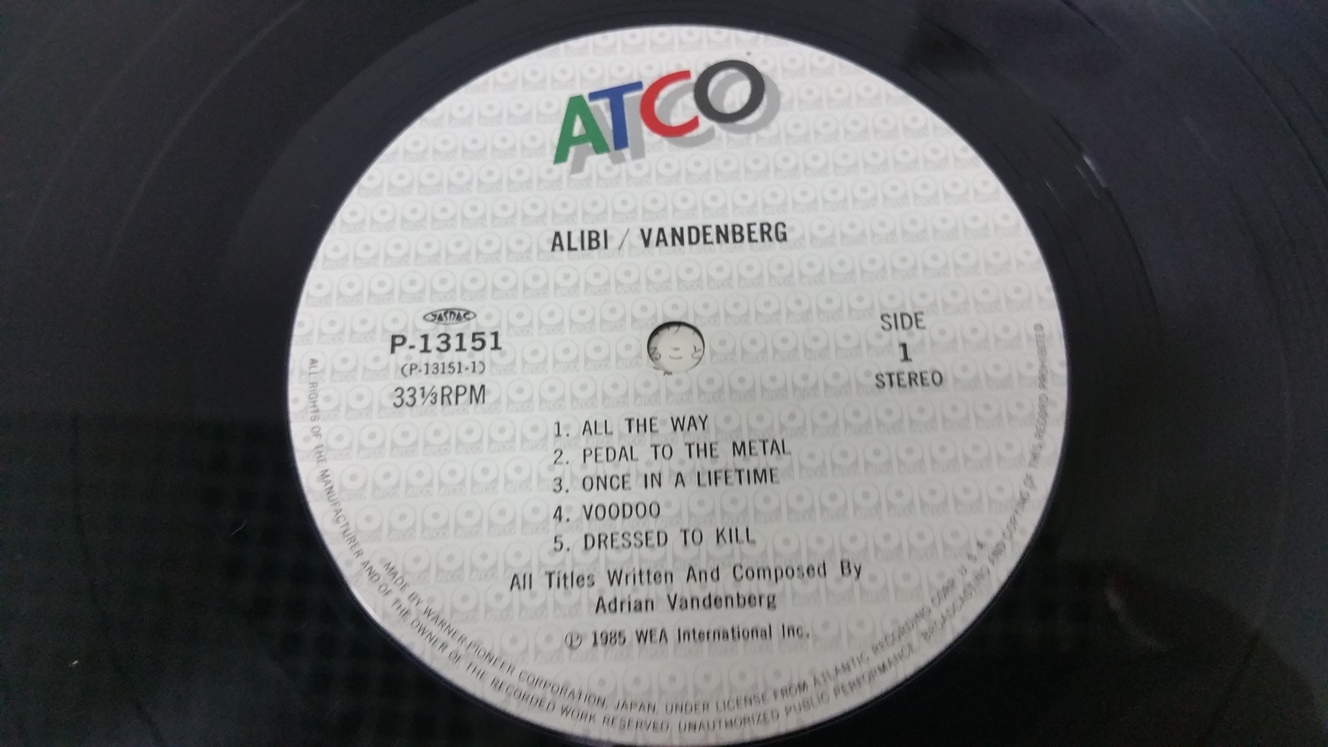 ATCO
ALIBI / VANDENBERG
JASRAC
P-13151
(P-13151-1)
33⅓RPM
SIDE
1
STEREO
1. ALL THE WAY
2. PEDAL TO THE METAL
3. ONCE IN A LIFETIME
4. VOODOO
5. DRESSED TO KILL
All Titles Written And Composed By
Adrian Vandenberg
℗ 1985 WEA International Inc.
MADE BY WARNER-PIONEER CORPORATION, JAPAN, UNDER LICENSE FROM ATLANTIC RECORDING CORP. U.S.A.
ALL RIGHTS OF THE MANUFACTURER AND OF THE OWNER OF THE RECORDED WORK RESERVED. UNAUTHORIZED PUBLIC PERFORMANCE, BROADCASTING AND COPYING OF THIS RECORD PROHIBITED